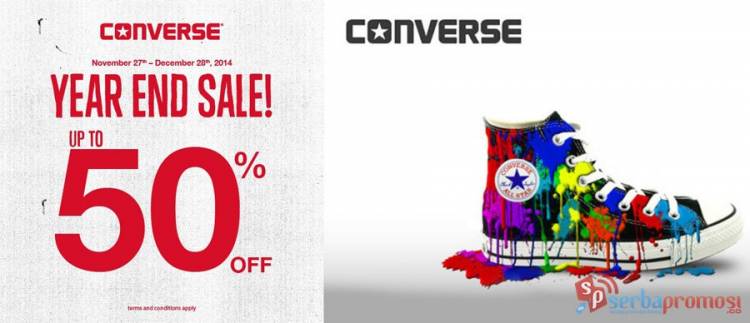 CONVERSE
November 27th – December 28th, 2014
YEAR END SALE!
UP TO
50%
OFF
terms and conditions apply
CONVERSE
CONVERSE
ALL STAR
sp serbapromosi.co